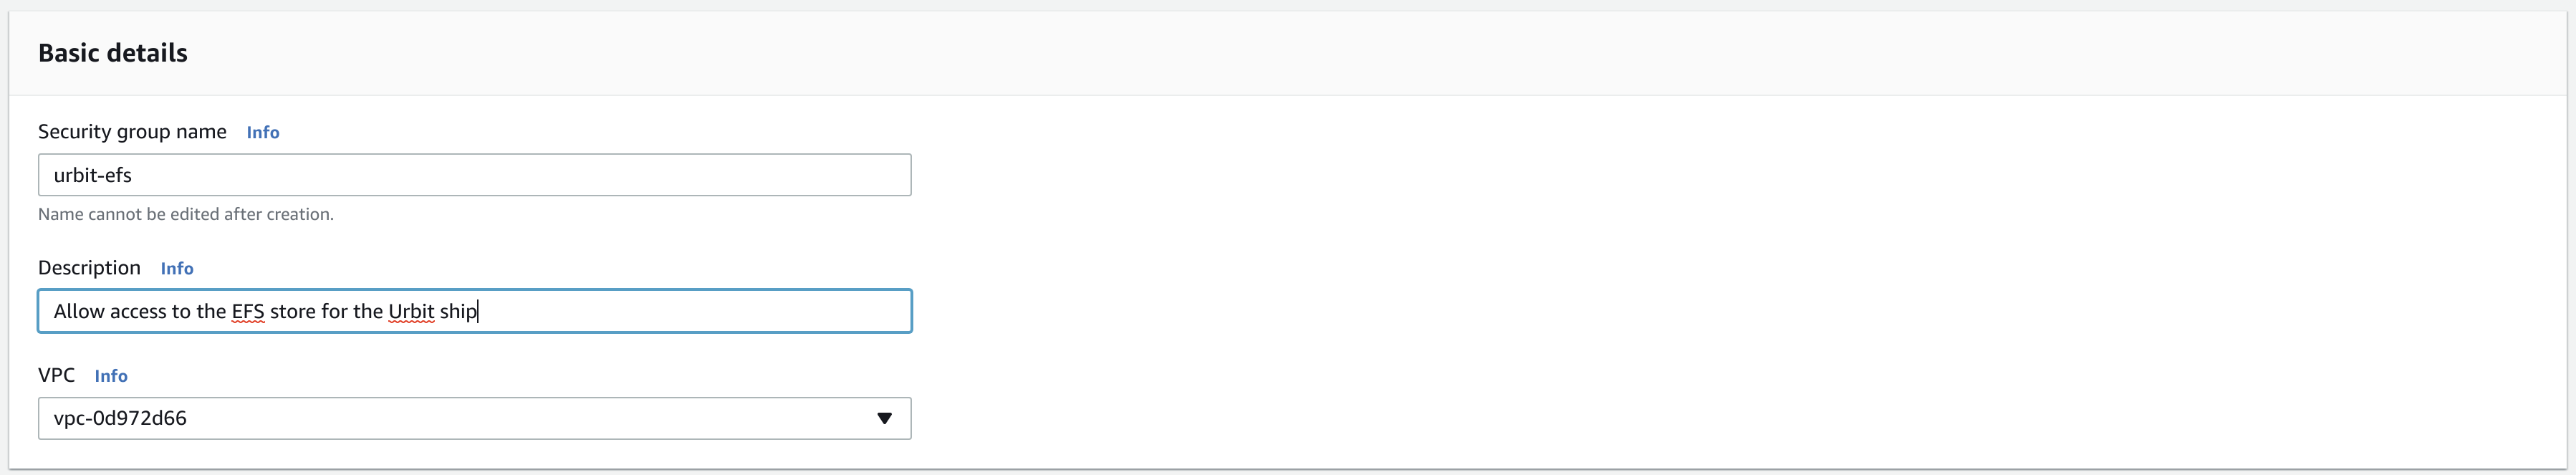 Basic details
Security group name Info
urbit-efs
Name cannot be edited after creation.
Description Info
Allow access to the EFS store for the Urbit ship
VPC Info
vpc-0d972d66